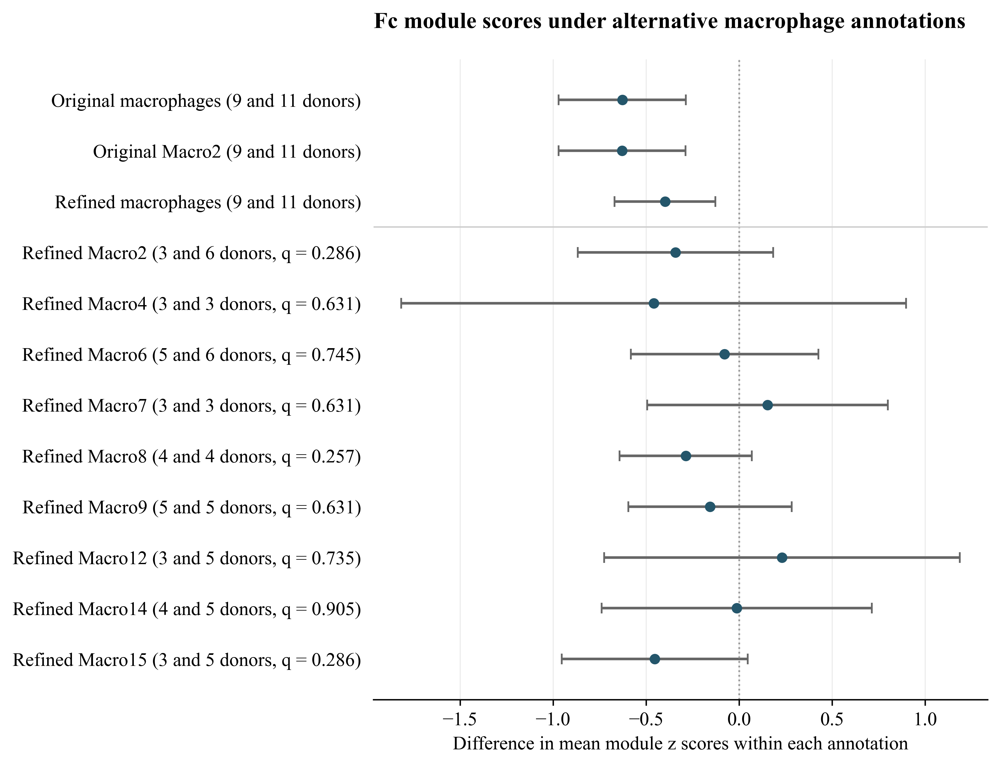 Fc module scores under alternative macrophage annotations
Original macrophages (9 and 11 donors)
Original Macro2 (9 and 11 donors)
Refined macrophages (9 and 11 donors)
Refined Macro2 (3 and 6 donors, q = 0.286)
Refined Macro4 (3 and 3 donors, q = 0.631)
Refined Macro6 (5 and 6 donors, q = 0.745)
Refined Macro7 (3 and 3 donors, q = 0.631)
Refined Macro8 (4 and 4 donors, q = 0.257)
Refined Macro9 (5 and 5 donors, q = 0.631)
Refined Macro12 (3 and 5 donors, q = 0.735)
Refined Macro14 (4 and 5 donors, q = 0.905)
Refined Macro15 (3 and 5 donors, q = 0.286)
−1.5 −1.0 −0.5 0.0 0.5 1.0
Difference in mean module z scores within each annotation